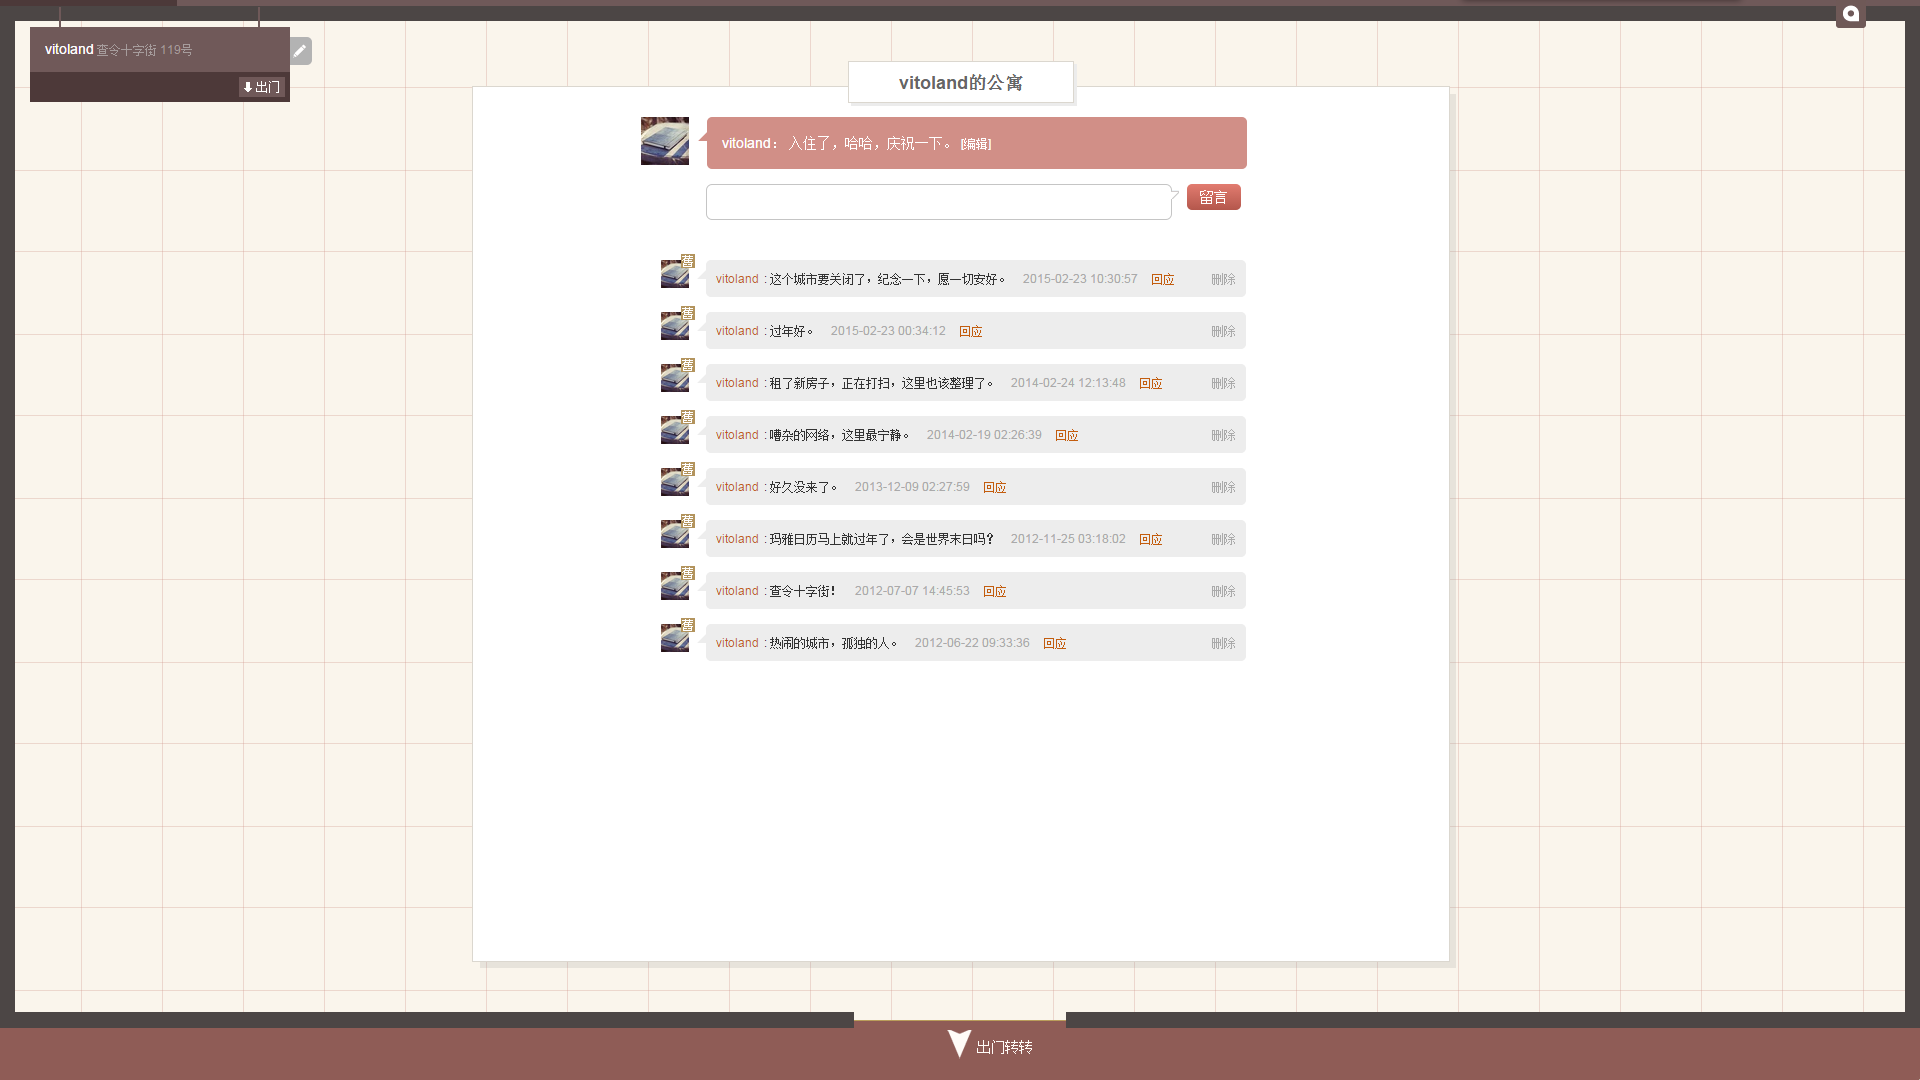 vitoland 查令十字街 119号
出门
vitoland的公寓
vitoland： 入住了，哈哈，庆祝一下。 [编辑]
留言
舊
vitoland : 这个城市要关闭了，纪念一下，愿一切安好。 2015-02-23 10:30:57 回应 删除
舊
vitoland : 过年好。 2015-02-23 00:34:12 回应 删除
舊
vitoland : 租了新房子，正在打扫，这里也该整理了。 2014-02-24 12:13:48 回应 删除
舊
vitoland : 嘈杂的网络，这里最宁静。 2014-02-19 02:26:39 回应 删除
舊
vitoland : 好久没来了。 2013-12-09 02:27:59 回应 删除
舊
vitoland : 玛雅日历马上就过年了，会是世界末日吗？ 2012-11-25 03:18:02 回应 删除
舊
vitoland : 查令十字街！ 2012-07-07 14:45:53 回应 删除
舊
vitoland : 热闹的城市，孤独的人。 2012-06-22 09:33:36 回应 删除
出门转转